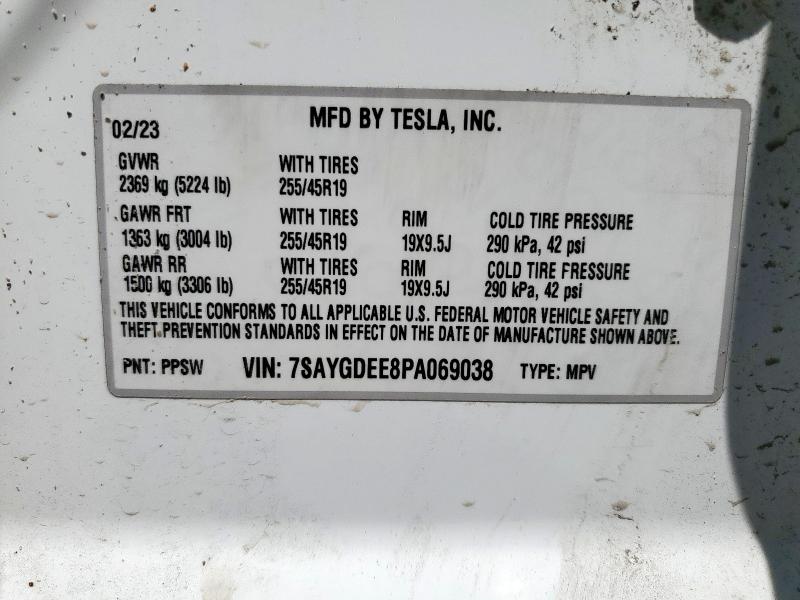 MFD BY TESLA, INC.
02/23
GVWR WITH TIRES
2369 kg (5224 lb) 255/45R19
GAWR FRT WITH TIRES RIM COLD TIRE PRESSURE
1363 kg (3004 lb) 255/45R19 19X9.5J 290 kPa, 42 psi
GAWR RR WITH TIRES RIM COLD TIRE PRESSURE
1500 kg (3306 lb) 255/45R19 19X9.5J 290 kPa, 42 psi
THIS VEHICLE CONFORMS TO ALL APPLICABLE U.S. FEDERAL MOTOR VEHICLE SAFETY AND
THEFT PREVENTION STANDARDS IN EFFECT ON THE DATE OF MANUFACTURE SHOWN ABOVE.
PNT: PPSW VIN: 7SAYGDEE8PA069038 TYPE: MPV